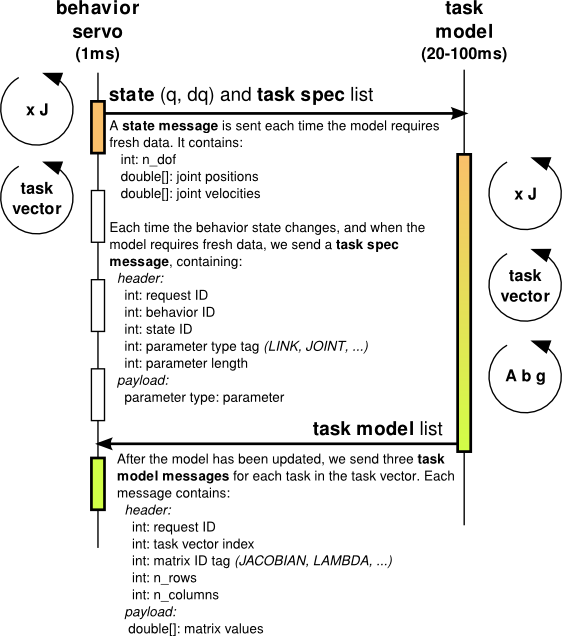 behavior
servo
(1ms)
task
model
(20-100ms)
state (q, dq) and task spec list
x J
A state message is sent each time the model requires
fresh data. It contains:
int: n_dof
double[]: joint positions
double[]: joint velocities
task
vector
x J
Each time the behavior state changes, and when the
model requires fresh data, we send a task spec
message, containing:
header:
int: request ID
int: behavior ID
int: state ID
int: parameter type tag (LINK, JOINT, ...)
int: parameter length
payload:
parameter type: parameter
task
vector
A b g
task model list
After the model has been updated, we send three task
model messages for each task in the task vector. Each
message contains:
header:
int: request ID
int: task vector index
int: matrix ID tag (JACOBIAN, LAMBDA, ...)
int: n_rows
int: n_columns
payload:
double[]: matrix values